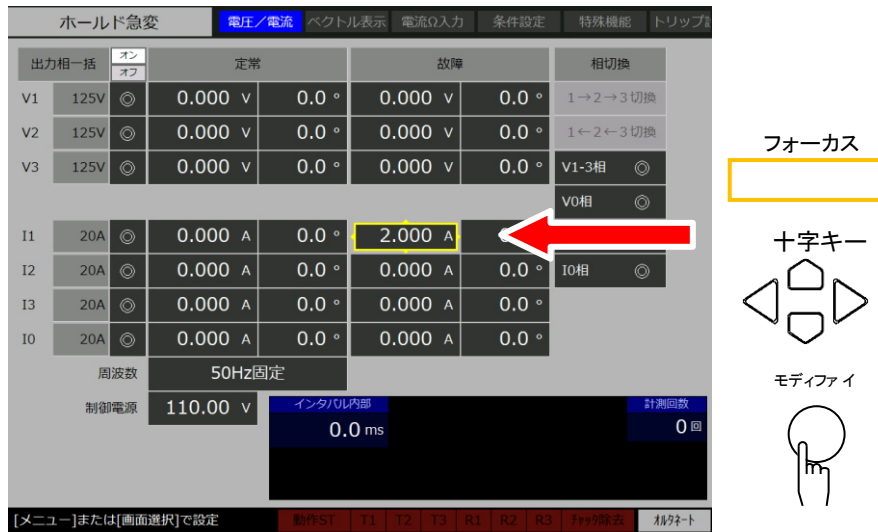 ホールド急変 電圧／電流 ベクトル表示 電流Ω入力 条件設定 特殊機能 トリップ
出力相一括 オン オフ 定常 故障 相切換
V1 125V ◎ 0.000 V 0.0 ° 0.000 V 0.0 ° 1→2→3切換
V2 125V ◎ 0.000 V 0.0 ° 0.000 V 0.0 ° 1←2←3切換
V3 125V ◎ 0.000 V 0.0 ° 0.000 V 0.0 ° V1-3相 ◎
V0相 ◎
I1 20A ◎ 0.000 A 0.0 ° 2.000 A
I2 20A ◎ 0.000 A 0.0 ° 0.000 A 0.0 ° I0相 ◎
I3 20A ◎ 0.000 A 0.0 ° 0.000 A 0.0 °
I0 20A ◎ 0.000 A 0.0 ° 0.000 A 0.0 °
周波数 50Hz固定
制御電源 110.00 V
インタバル内部 計測回数
0.0 ms 0 回
[メニュー]または[画面選択]で設定 動作ST T1 T2 T3 R1 R2 R3 ﾁｬｯﾀ除去 ｵﾙﾀﾈｰﾄ
フォーカス
十字キー
モディファイ